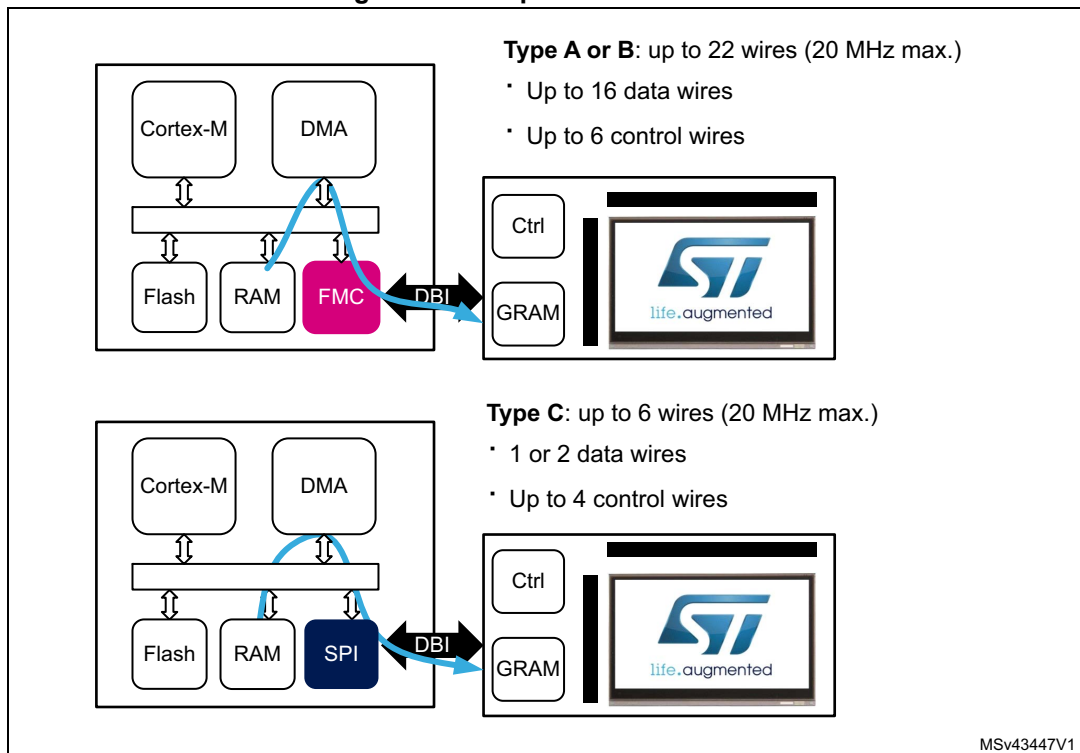 Type A or B: up to 22 wires (20 MHz max.)
· Up to 16 data wires
· Up to 6 control wires
Cortex-M
DMA
Flash
RAM
FMC
DBI
Ctrl
GRAM
ST
life.augmented
Type C: up to 6 wires (20 MHz max.)
· 1 or 2 data wires
· Up to 4 control wires
Cortex-M
DMA
Flash
RAM
SPI
DBI
Ctrl
GRAM
ST
life.augmented
MSv43447V1